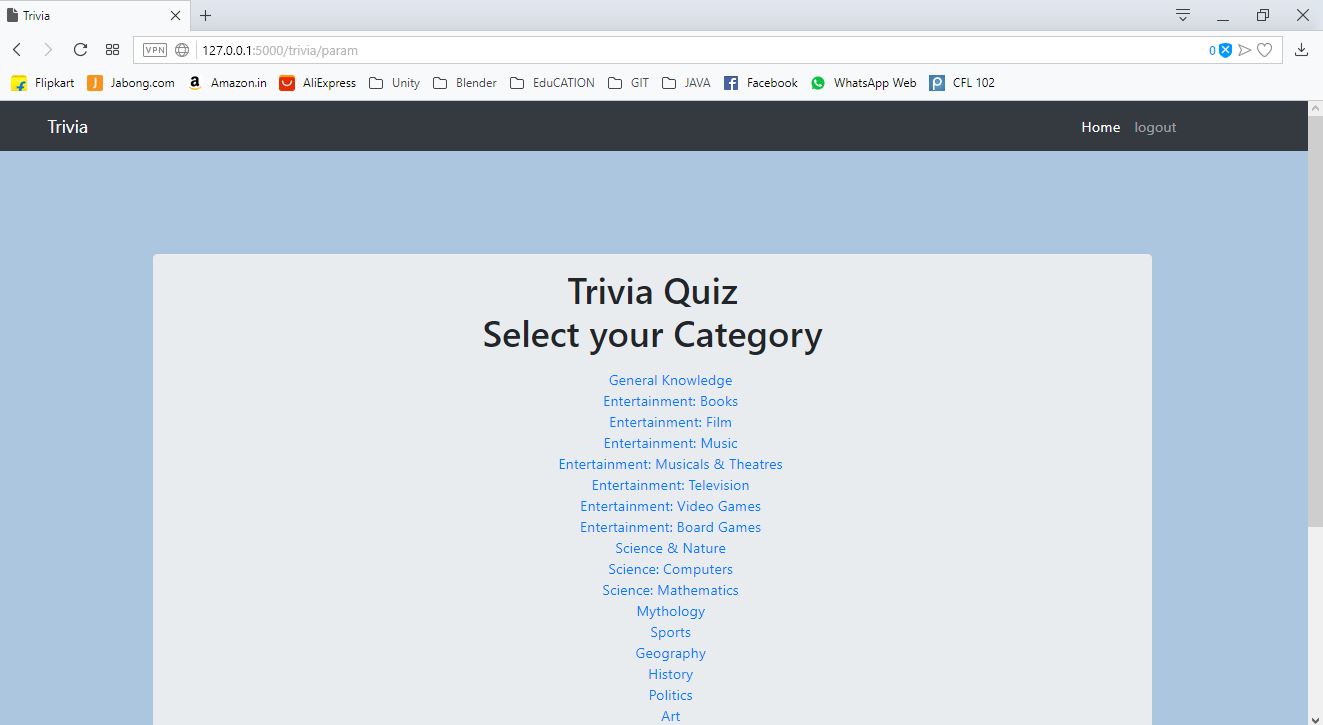 Trivia
VPN 127.0.0.1:5000/trivia/param 0
Flipkart J Jabong.com a Amazon.in AliExpress Unity Blender EduCATION GIT JAVA f Facebook WhatsApp Web p CFL 102
Trivia Home logout
Trivia Quiz
Select your Category
General Knowledge
Entertainment: Books
Entertainment: Film
Entertainment: Music
Entertainment: Musicals & Theatres
Entertainment: Television
Entertainment: Video Games
Entertainment: Board Games
Science & Nature
Science: Computers
Science: Mathematics
Mythology
Sports
Geography
History
Politics
Art